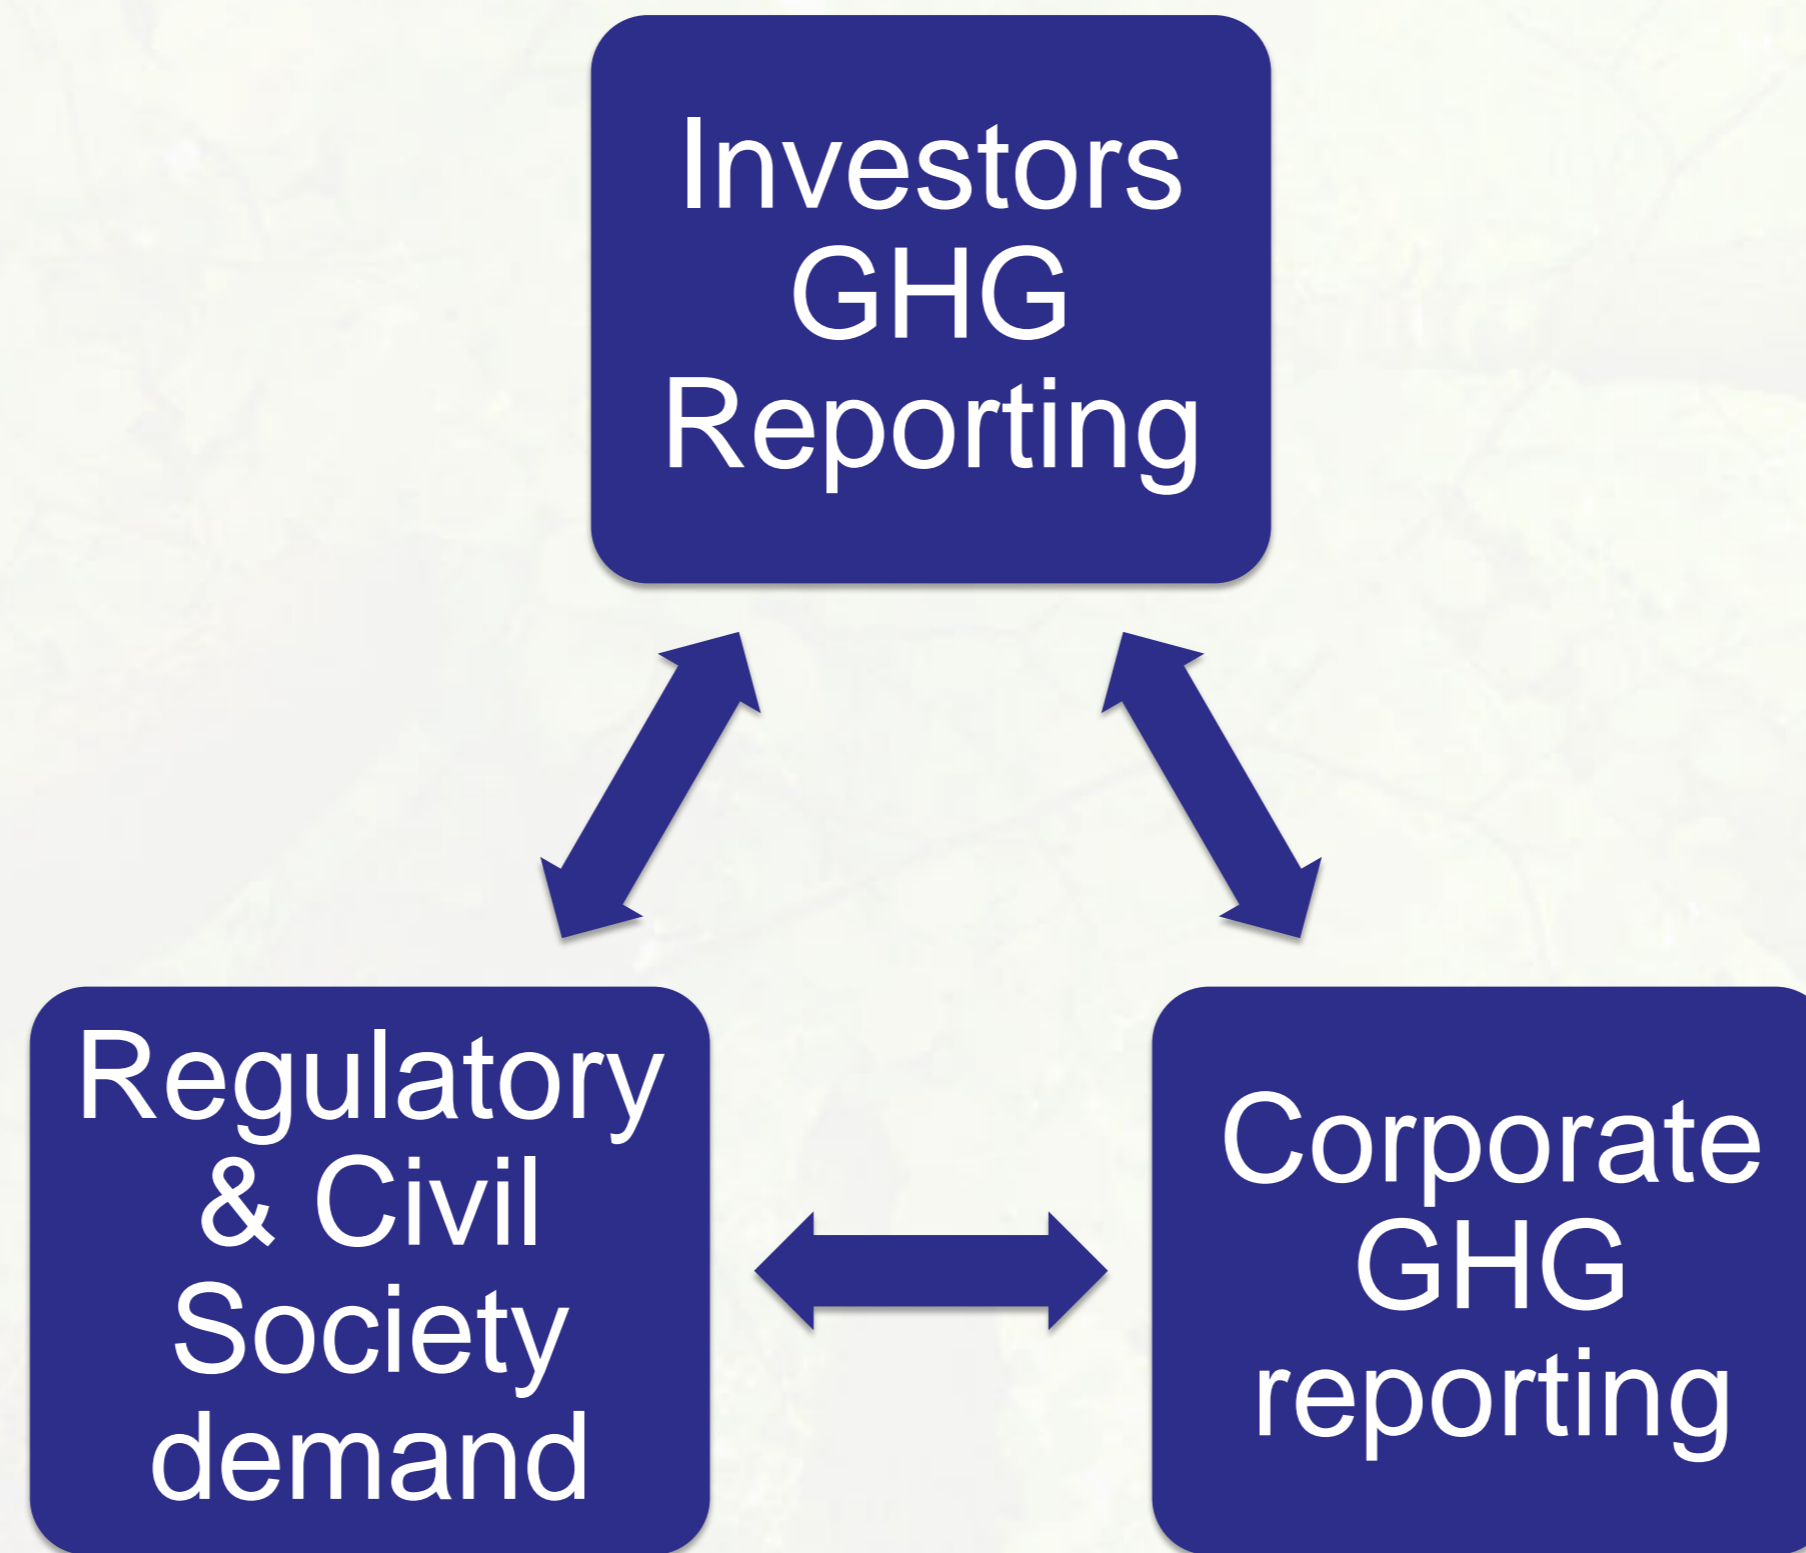 Investors
GHG
Reporting
Regulatory
& Civil
Society
demand
Corporate
GHG
reporting